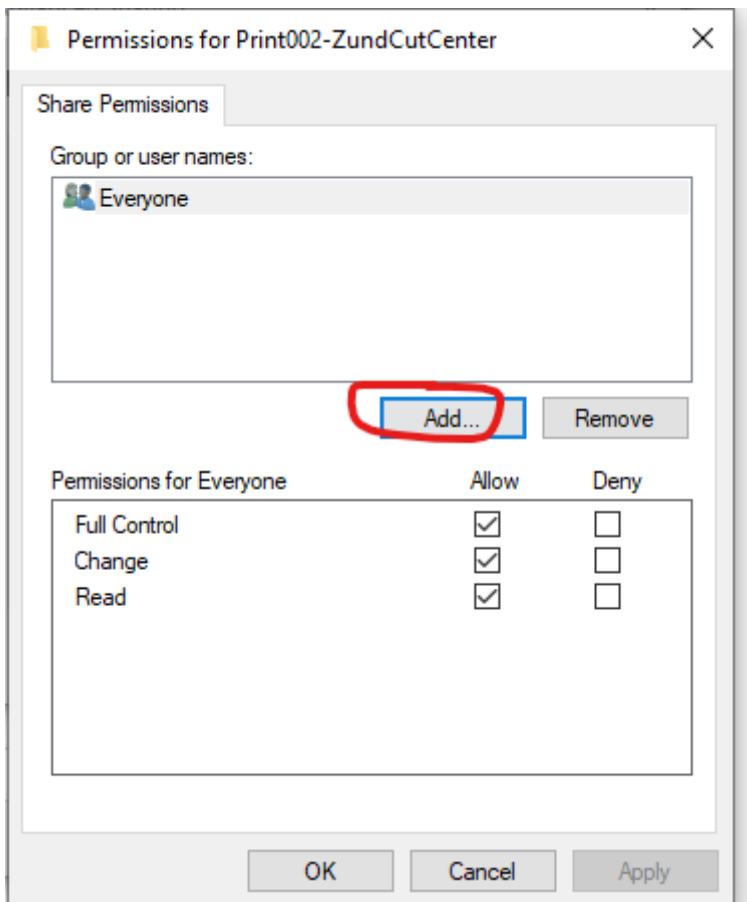 Permissions for Print002-ZundCutCenter
Share Permissions
Group or user names:
Everyone
Add... Remove
Permissions for Everyone Allow Deny
Full Control
Change
Read
OK Cancel Apply